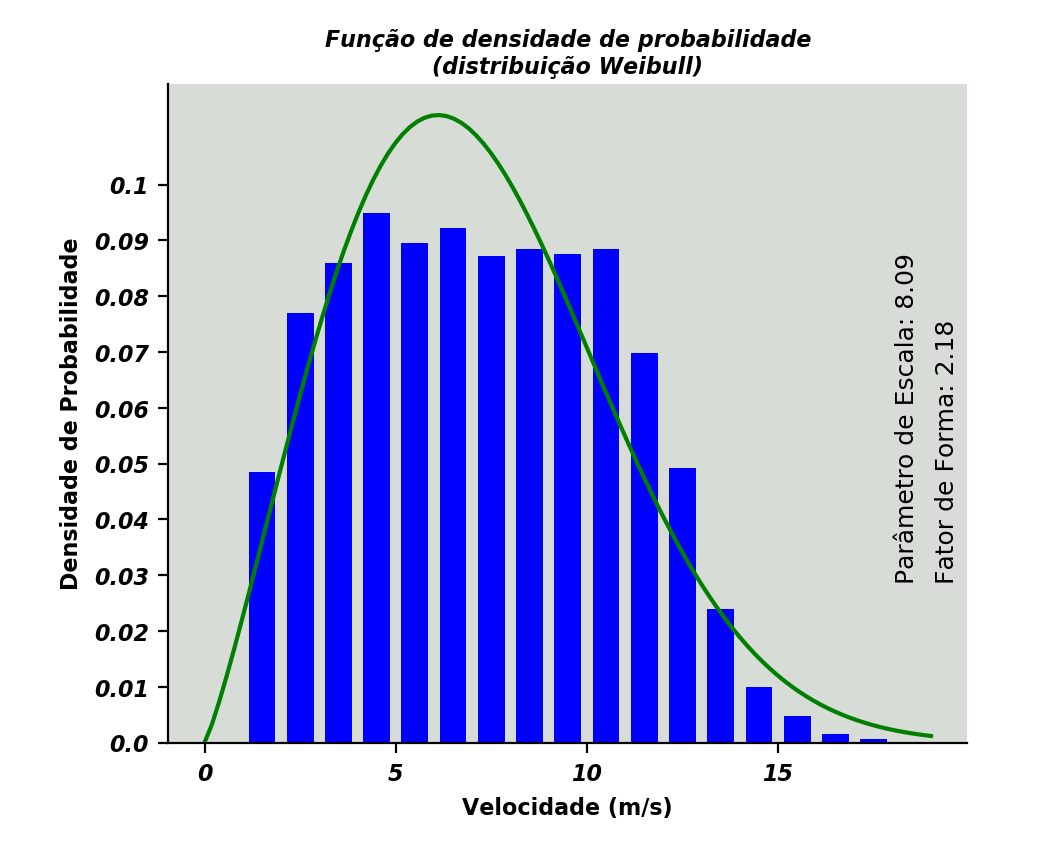 Função de densidade de probabilidade
(distribuição Weibull)
Densidade de Probabilidade
0.1
0.09
0.08
0.07
0.06
0.05
0.04
0.03
0.02
0.01
0.0
Parâmetro de Escala: 8.09
Fator de Forma: 2.18
0
5
10
15
Velocidade (m/s)